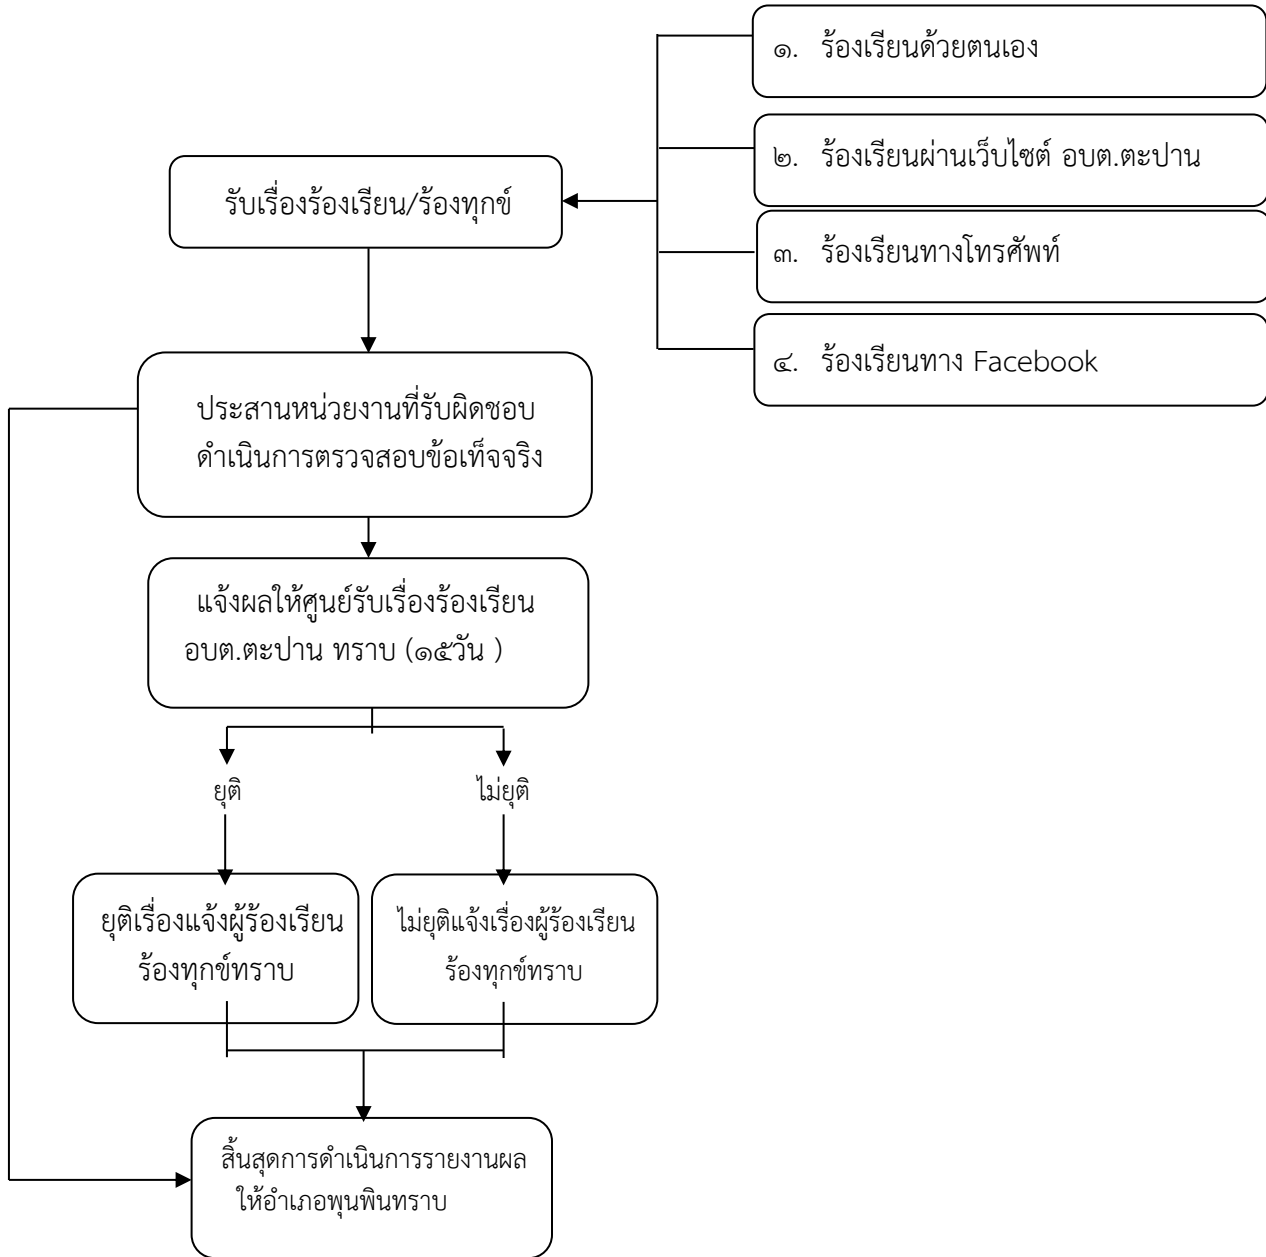 ๑. ร้องเรียนด้วยตนเอง
๒. ร้องเรียนผ่านเว็บไซต์ อบต.ตะปาน
๓. ร้องเรียนทางโทรศัพท์
๔. ร้องเรียนทาง Facebook
รับเรื่องร้องเรียน/ร้องทุกข์
ประสานหน่วยงานที่รับผิดชอบ
ดำเนินการตรวจสอบข้อเท็จจริง
แจ้งผลให้ศูนย์รับเรื่องร้องเรียน
อบต.ตะปาน ทราบ (๑๕วัน )
ยุติ
ไม่ยุติ
ยุติเรื่องแจ้งผู้ร้องเรียน
ร้องทุกข์ทราบ
ไม่ยุติแจ้งเรื่องผู้ร้องเรียน
ร้องทุกข์ทราบ
สิ้นสุดการดำเนินการรายงานผล
ให้อำเภอพุนพินทราบ